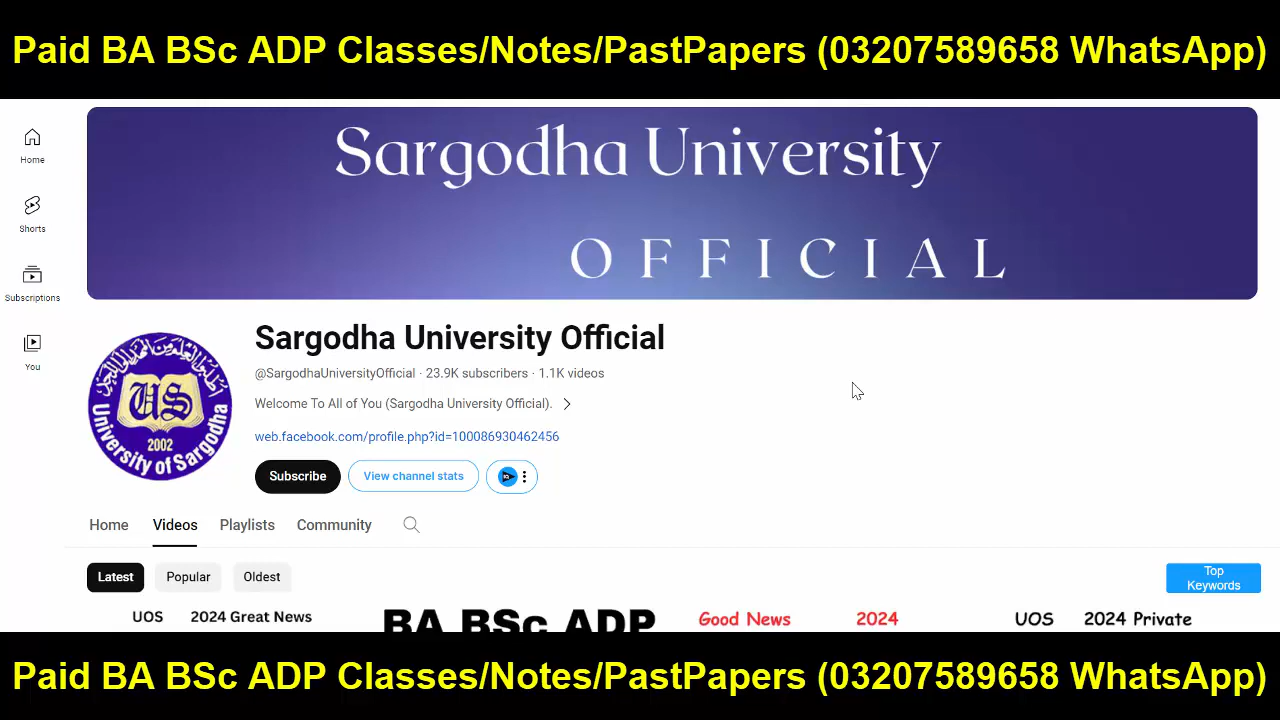 Paid BA BSc ADP Classes/Notes/PastPapers (03207589658 WhatsApp)
Sargodha University
OFFICIAL
Home
Shorts
Subscriptions
You
US
2002
University of Sargodha
Sargodha University Official
@SargodhaUniversityOfficial · 23.9K subscribers · 1.1K videos
Welcome To All of You (Sargodha University Official).
web.facebook.com/profile.php?id=100086930462456
Subscribe View channel stats
Home Videos Playlists Community
Latest Popular Oldest
Top
Keywords
UOS 2024 Great News
BA BSc ADP
Good News 2024
UOS 2024 Private
Paid BA BSc ADP Classes/Notes/PastPapers (03207589658 WhatsApp)